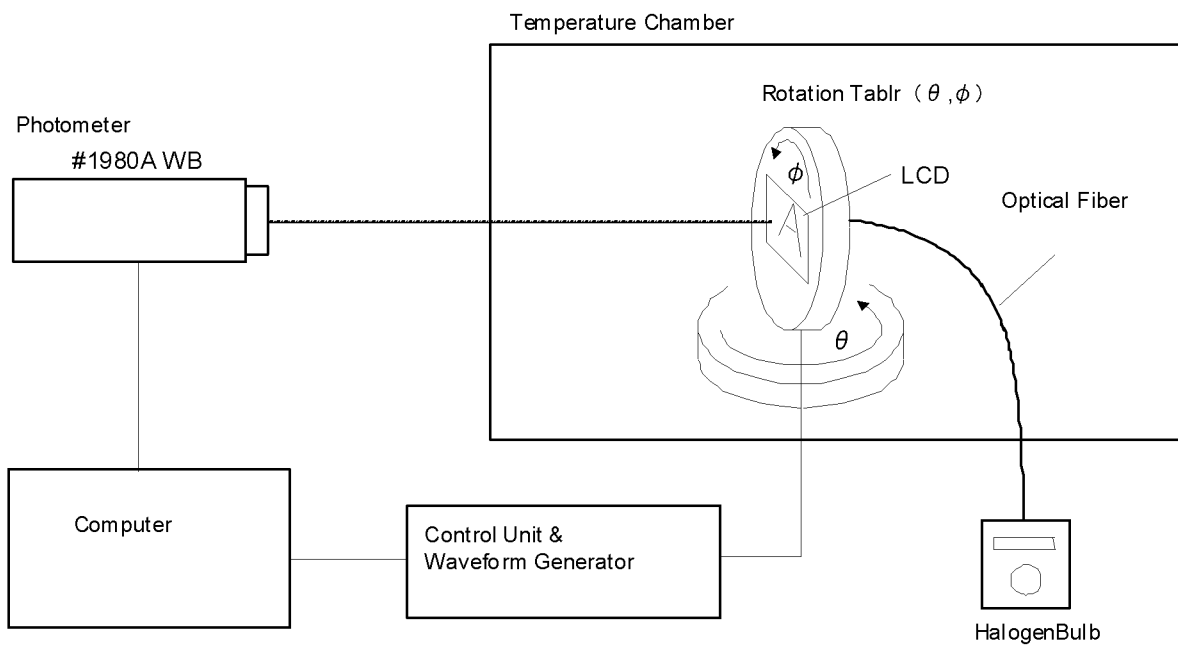 Temperature Chamber
Rotation Tablr (θ ,φ)
Photometer
#1980A WB
φ
LCD
Optical Fiber
A
θ
Computer
Control Unit &
Waveform Generator
HalogenBulb